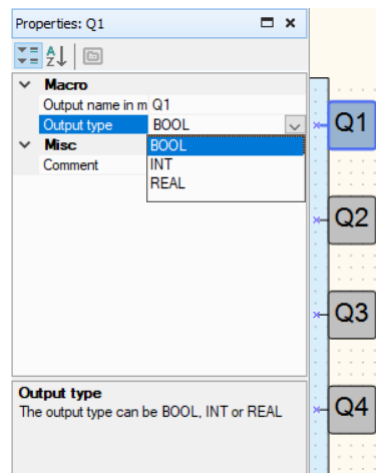 Properties: Q1
Macro
Output name in m Q1
Output type BOOL
Misc BOOL
Comment INT
REAL
Output type
The output type can be BOOL, INT or REAL
Q1
Q2
Q3
Q4